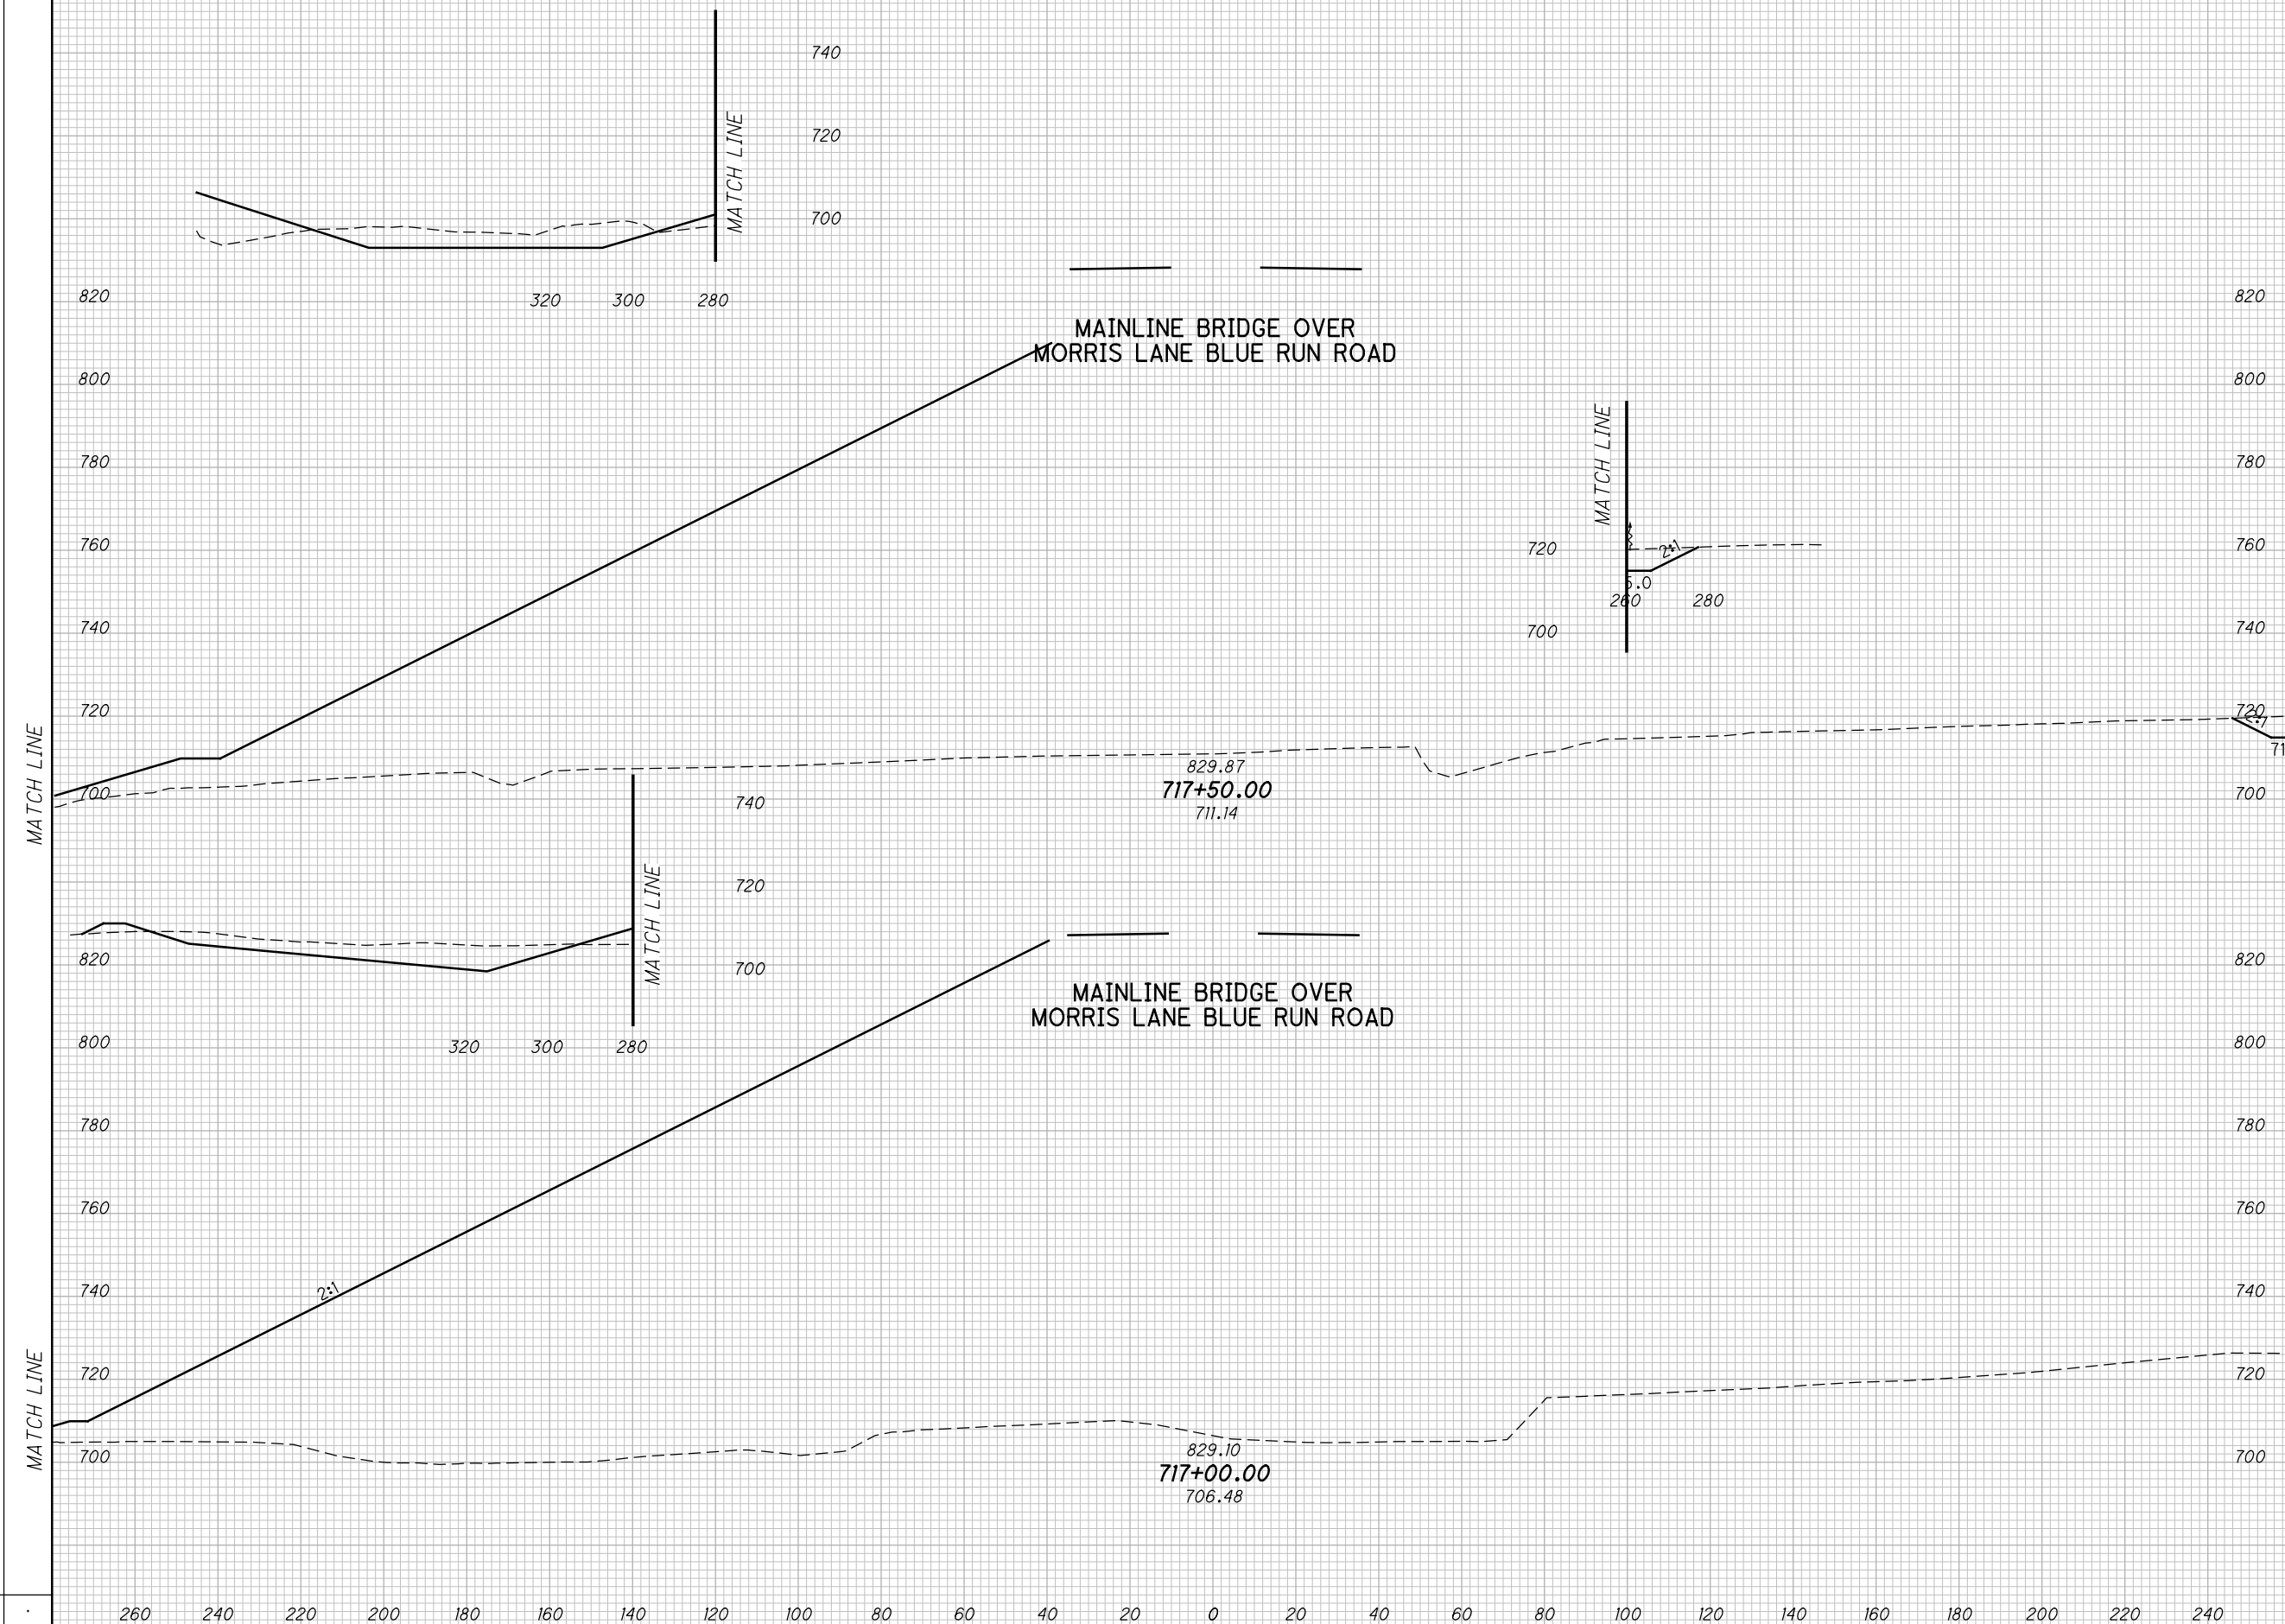 740
720
700
MATCH LINE
320 300 280
820 820
MAINLINE BRIDGE OVER
MORRIS LANE BLUE RUN ROAD
800 800
780 780
MATCH LINE
760 760
720
2:1
5.0
260 280
740 740
700
720 720
MATCH LINE
700 700
829.87
717+50.00
711.14
740
720
700
MATCH LINE
320 300 280
820 820
MAINLINE BRIDGE OVER
MORRIS LANE BLUE RUN ROAD
800 800
780 780
760 760
740 740
2:1
720 720
MATCH LINE
700 700
829.10
717+00.00
706.48
260 240 220 200 180 160 140 120 100 80 60 40 20 0 20 40 60 80 100 120 140 160 180 200 220 240